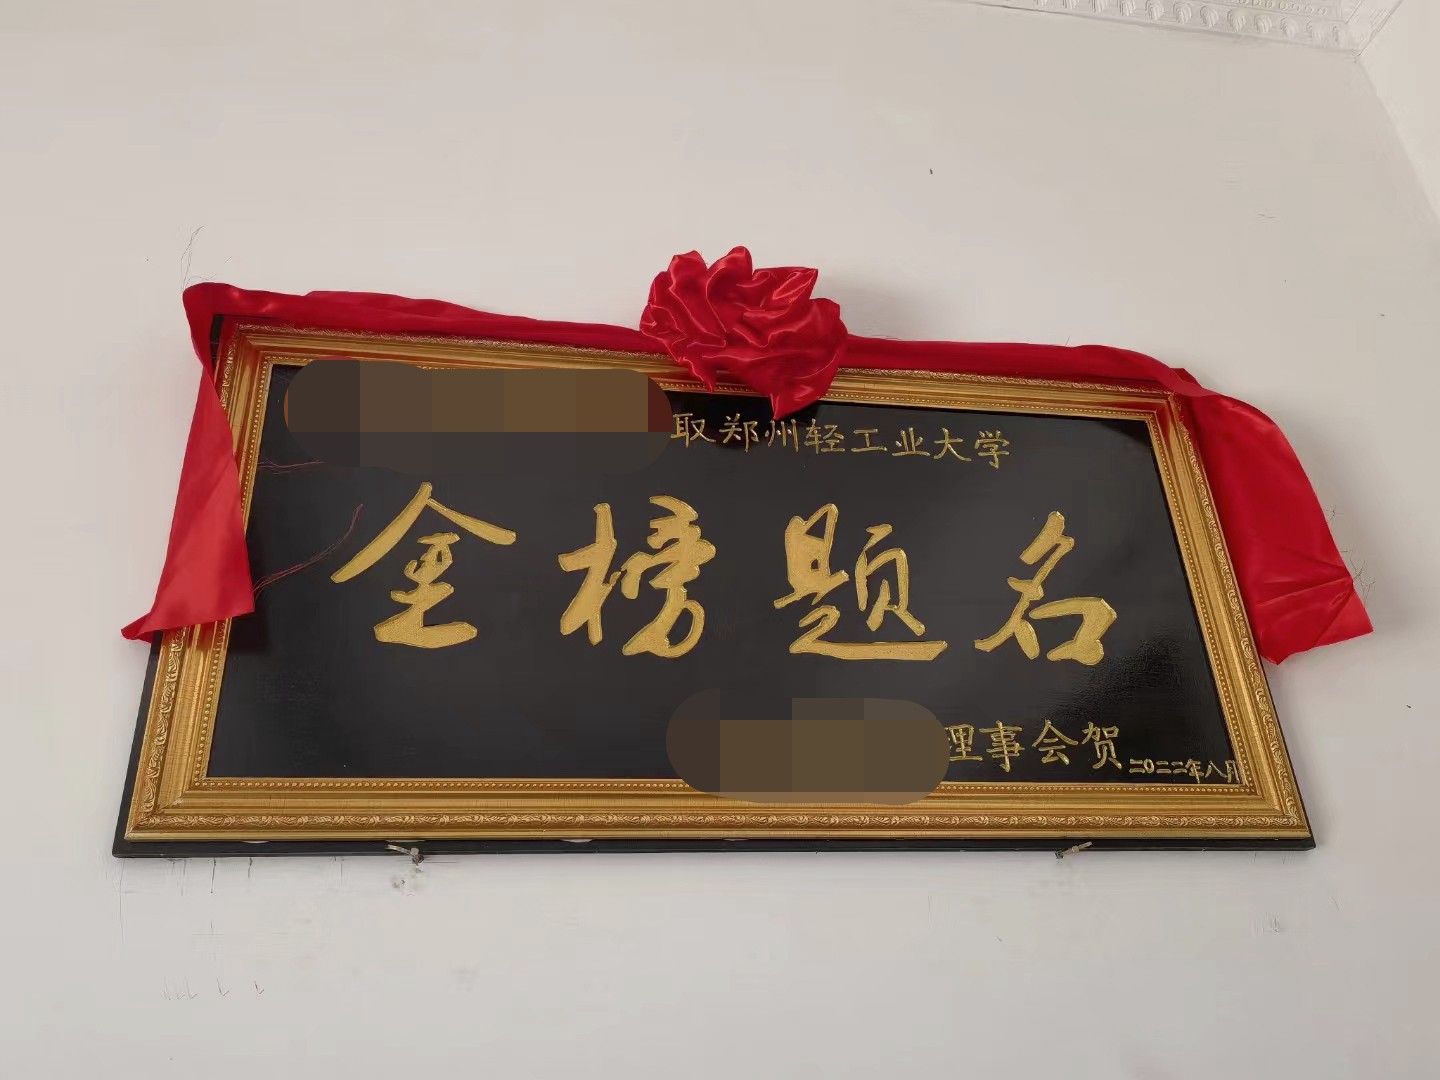 取郑州轻工业大学
金榜题名
理事会贺
二〇二二年八月